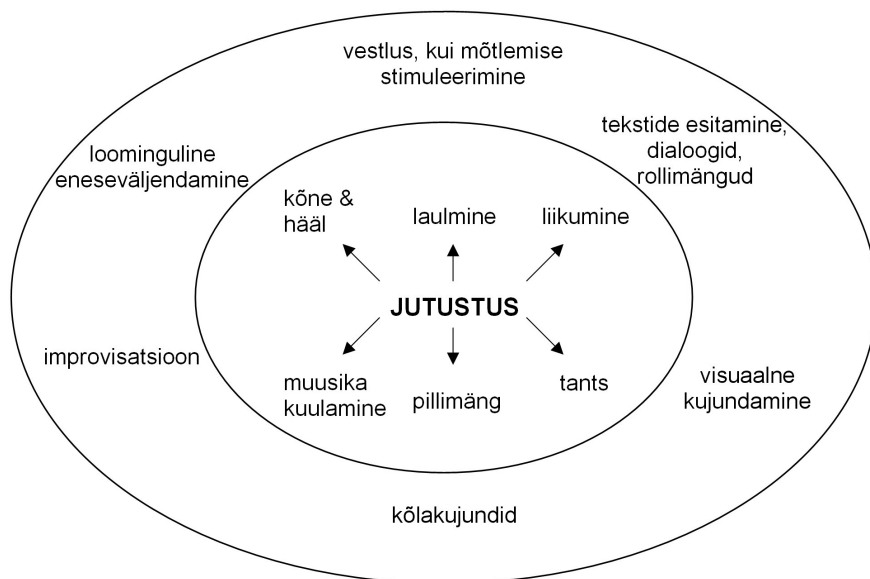 vestlus, kui mõtlemise
stimuleerimine
tekstide esitamine,
dialoogid,
rollimängud
loominguline
eneseväljendamine
kõne &
hääl
laulmine
liikumine
JUTUSTUS
improvisatsioon
muusika
kuulamine
pillimäng
tants
visuaalne
kujundamine
kõlakujundid